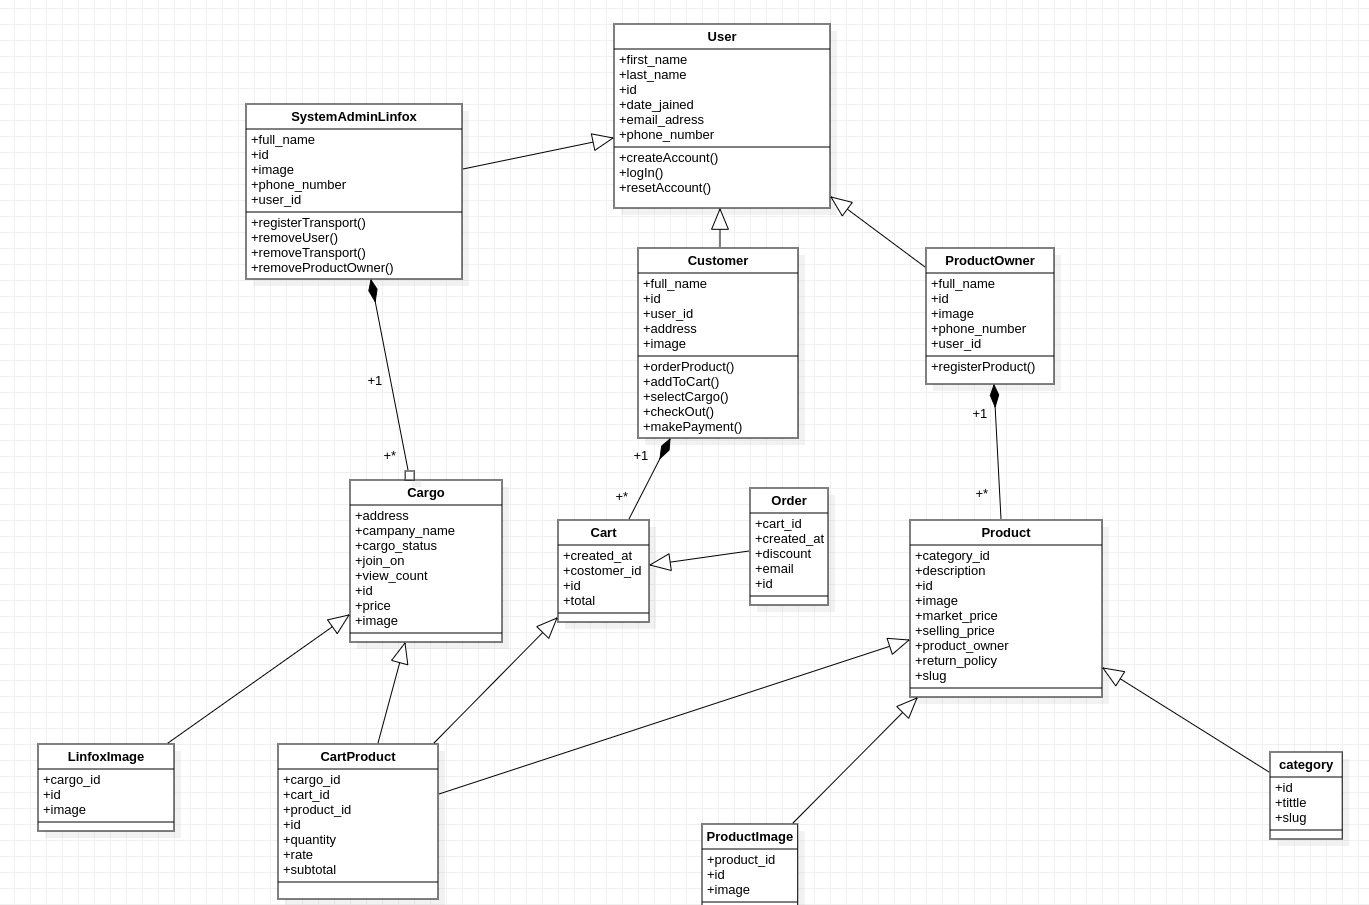 User
+first_name
+last_name
+id
+date_jained
+email_adress
+phone_number
+createAccount()
+logIn()
+resetAccount()
SystemAdminLinfox
+full_name
+id
+image
+phone_number
+user_id
+registerTransport()
+removeUser()
+removeTransport()
+removeProductOwner()
Customer
+full_name
+id
+user_id
+address
+image
+orderProduct()
+addToCart()
+selectCargo()
+checkOut()
+makePayment()
ProductOwner
+full_name
+id
+image
+phone_number
+user_id
+registerProduct()
+1
+*
+1
+*
+1
+*
Cargo
+address
+campany_name
+cargo_status
+join_on
+view_count
+id
+price
+image
Cart
+created_at
+costomer_id
+id
+total
Order
+cart_id
+created_at
+discount
+email
+id
Product
+category_id
+description
+id
+image
+market_price
+selling_price
+product_owner
+return_policy
+slug
LinfoxImage
+cargo_id
+id
+image
CartProduct
+cargo_id
+cart_id
+product_id
+id
+quantity
+rate
+subtotal
ProductImage
+product_id
+id
+image
category
+id
+tittle
+slug